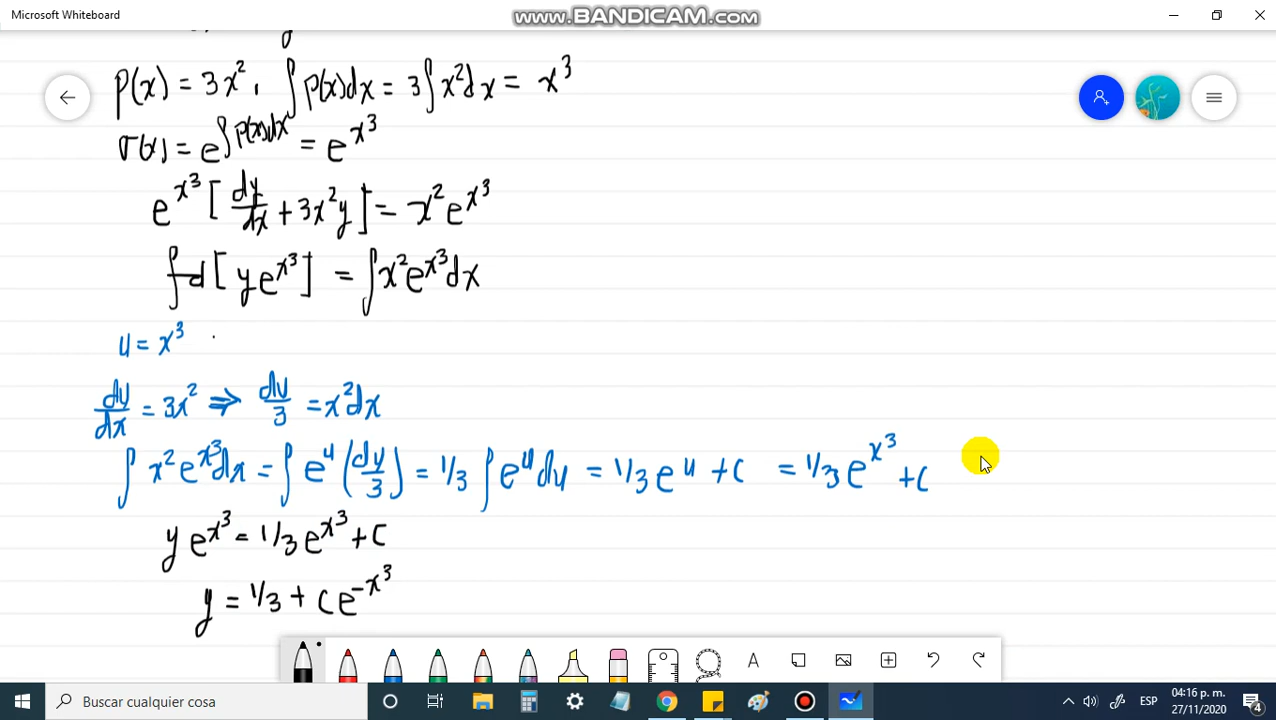 Microsoft Whiteboard
www.BANDICAM.com
P(x) = 3x², ∫P(x)dx = 3∫x²dx = x³
σ(x) = e^∫P(x)dx = e^x³
e^x³ [dy/dx + 3x²y] = x²e^x³
∫d[ye^x³] = ∫x²e^x³dx
u = x³
du/dx = 3x² ⇒ du/3 = x²dx
∫x²e^x³dx = ∫e^u (du/3) = 1/3 ∫e^u du = 1/3 e^u + C = 1/3 e^x³ + C
ye^x³ = 1/3 e^x³ + C
y = 1/3 + Ce^-x³
Buscar cualquier cosa
ESP
04:16 p. m.
27/11/2020
4